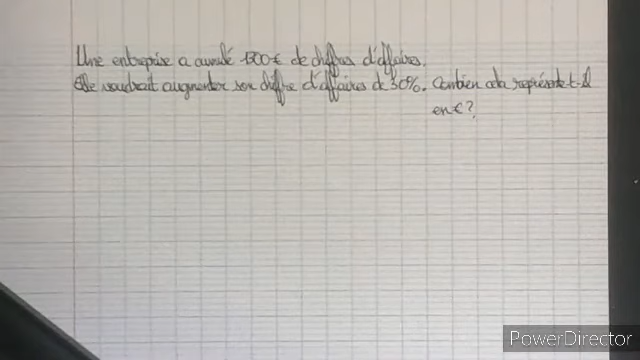 Une entreprise a cumulé 1500€ de chiffres d'affaires.
Elle voudrait augmenter son chiffre d'affaires de 30%. Combien cela représente t-il
en € ?
PowerDirector